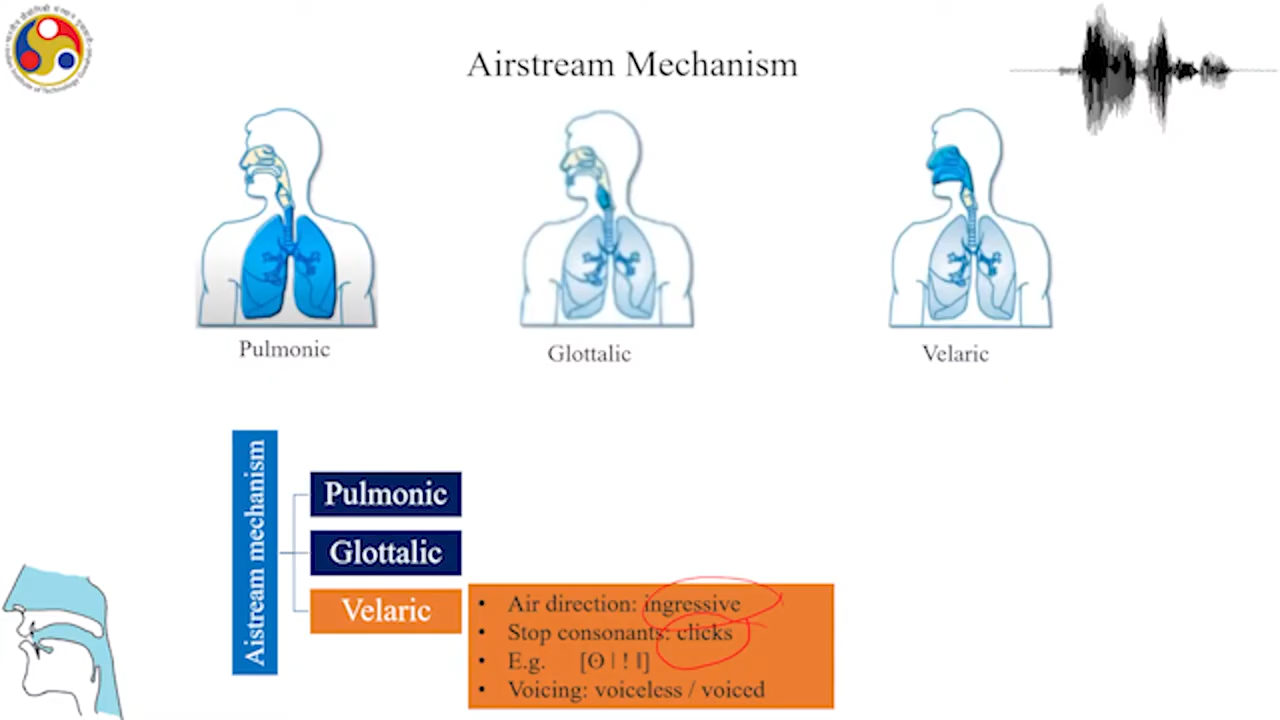 Airstream Mechanism
Pulmonic
Glottalic
Velaric
Aistream mechanism
Pulmonic
Glottalic
Velaric
• Air direction: ingressive
• Stop consonants: clicks
• E.g. [ʘ | ! ǁ]
• Voicing: voiceless / voiced